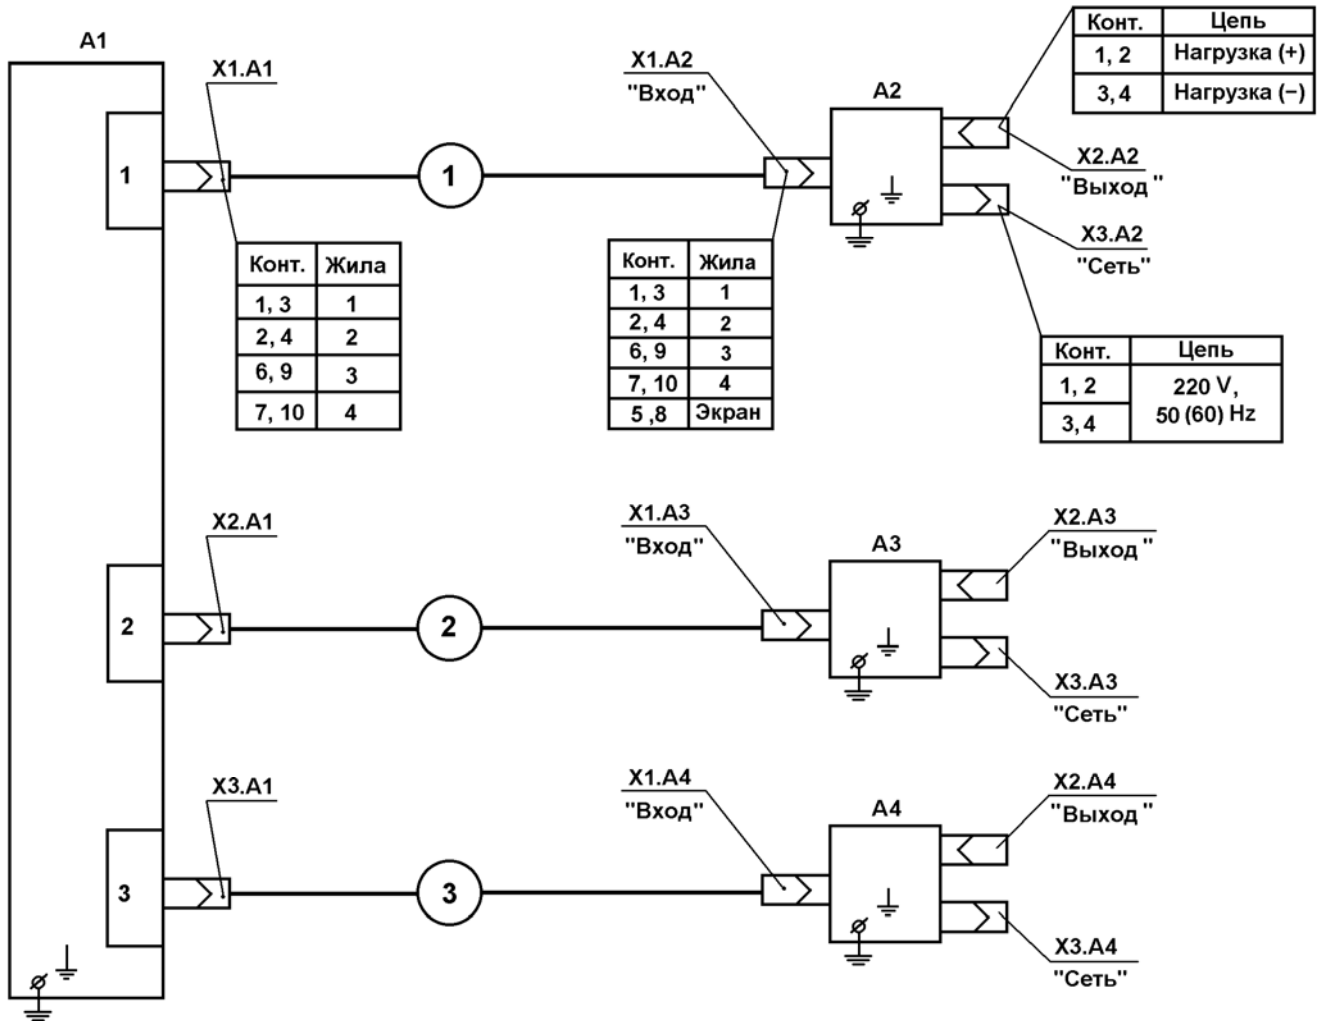 A1
X1.A1
X1.A2
"Вход"
A2
Конт. Цепь
1, 2 Нагрузка (+)
3, 4 Нагрузка (−)
X2.A2
"Выход "
X3.A2
"Сеть"
1
1
Конт. Жила
1, 3 1
2, 4 2
6, 9 3
7, 10 4
Конт. Жила
1, 3 1
2, 4 2
6, 9 3
7, 10 4
5 ,8 Экран
Конт. Цепь
1, 2 220 V,
3, 4 50 (60) Hz
X2.A1
X1.A3
"Вход"
A3
X2.A3
"Выход "
2
2
X3.A3
"Сеть"
X3.A1
X1.A4
"Вход"
A4
X2.A4
"Выход "
3
3
X3.A4
"Сеть"